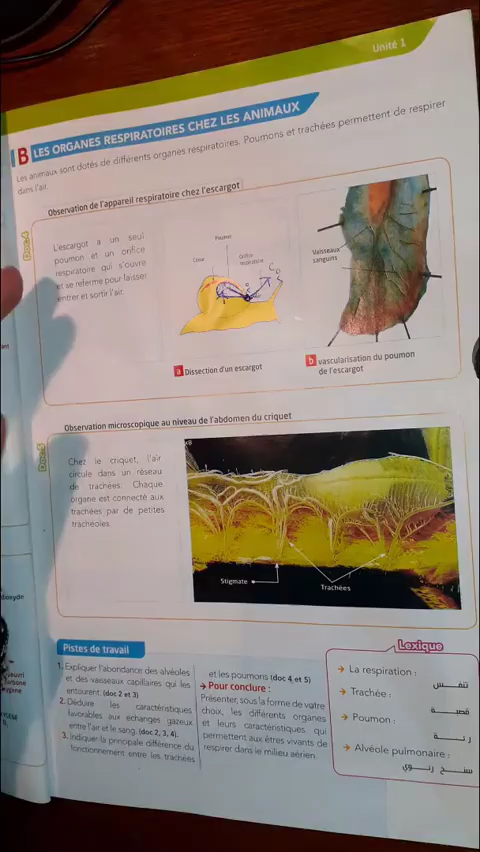 Unité 1
B LES ORGANES RESPIRATOIRES CHEZ LES ANIMAUX
Les animaux sont dotés de différents organes respiratoires. Poumons et trachées permettent de respirer
dans l'air.
Doc.4
Observation de l'appareil respiratoire chez l'escargot
L'escargot a un seul
poumon et un orifice
respiratoire qui s'ouvre
et se referme pour laisser
entrer et sortir l'air.
Poumon
Cœur
Orifice
respiratoire
a Dissection d'un escargot
Vaisseaux
sanguins
b vascularisation du poumon
de l'escargot
Doc.5
Observation microscopique au niveau de l'abdomen du criquet
Chez le criquet, l'air
circule dans un réseau
de trachées. Chaque
organe est connecté aux
trachées par de petites
trachéoles.
x8
Stigmate
Trachées
dioxyde
Pistes de travail
1. Expliquer l'abondance des alvéoles
et des vaisseaux capillaires qui les
entourent. (doc 2 et 3)
2. Déduire les caractéristiques
favorables aux échanges gazeux
entre l'air et le sang. (doc 2, 3, 4).
3. Indiquer la principale différence du
fonctionnement entre les trachées
et les poumons (doc 4 et 5)
→ Pour conclure :
Présenter, sous la forme de votre
choix, les différents organes
et leurs caractéristiques qui
permettent aux êtres vivants de
respirer dans le milieu aérien.
Lexique
→ La respiration :
تنفس
→ Trachée :
قصبة
→ Poumon :
رئة
→ Alvéole pulmonaire :
سنخ رئوي